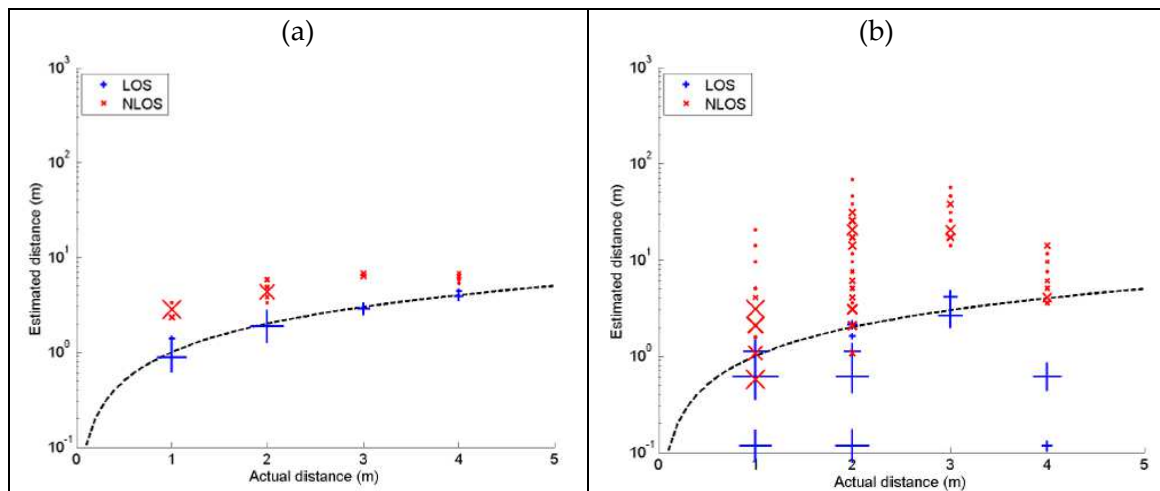 (a)
10³
LOS
NLOS
10²
10¹
10⁰
10⁻¹
0 1 2 3 4 5
Estimated distance (m)
Actual distance (m)
(b)
10³
LOS
NLOS
10²
10¹
10⁰
10⁻¹
0 1 2 3 4 5
Estimated distance (m)
Actual distance (m)